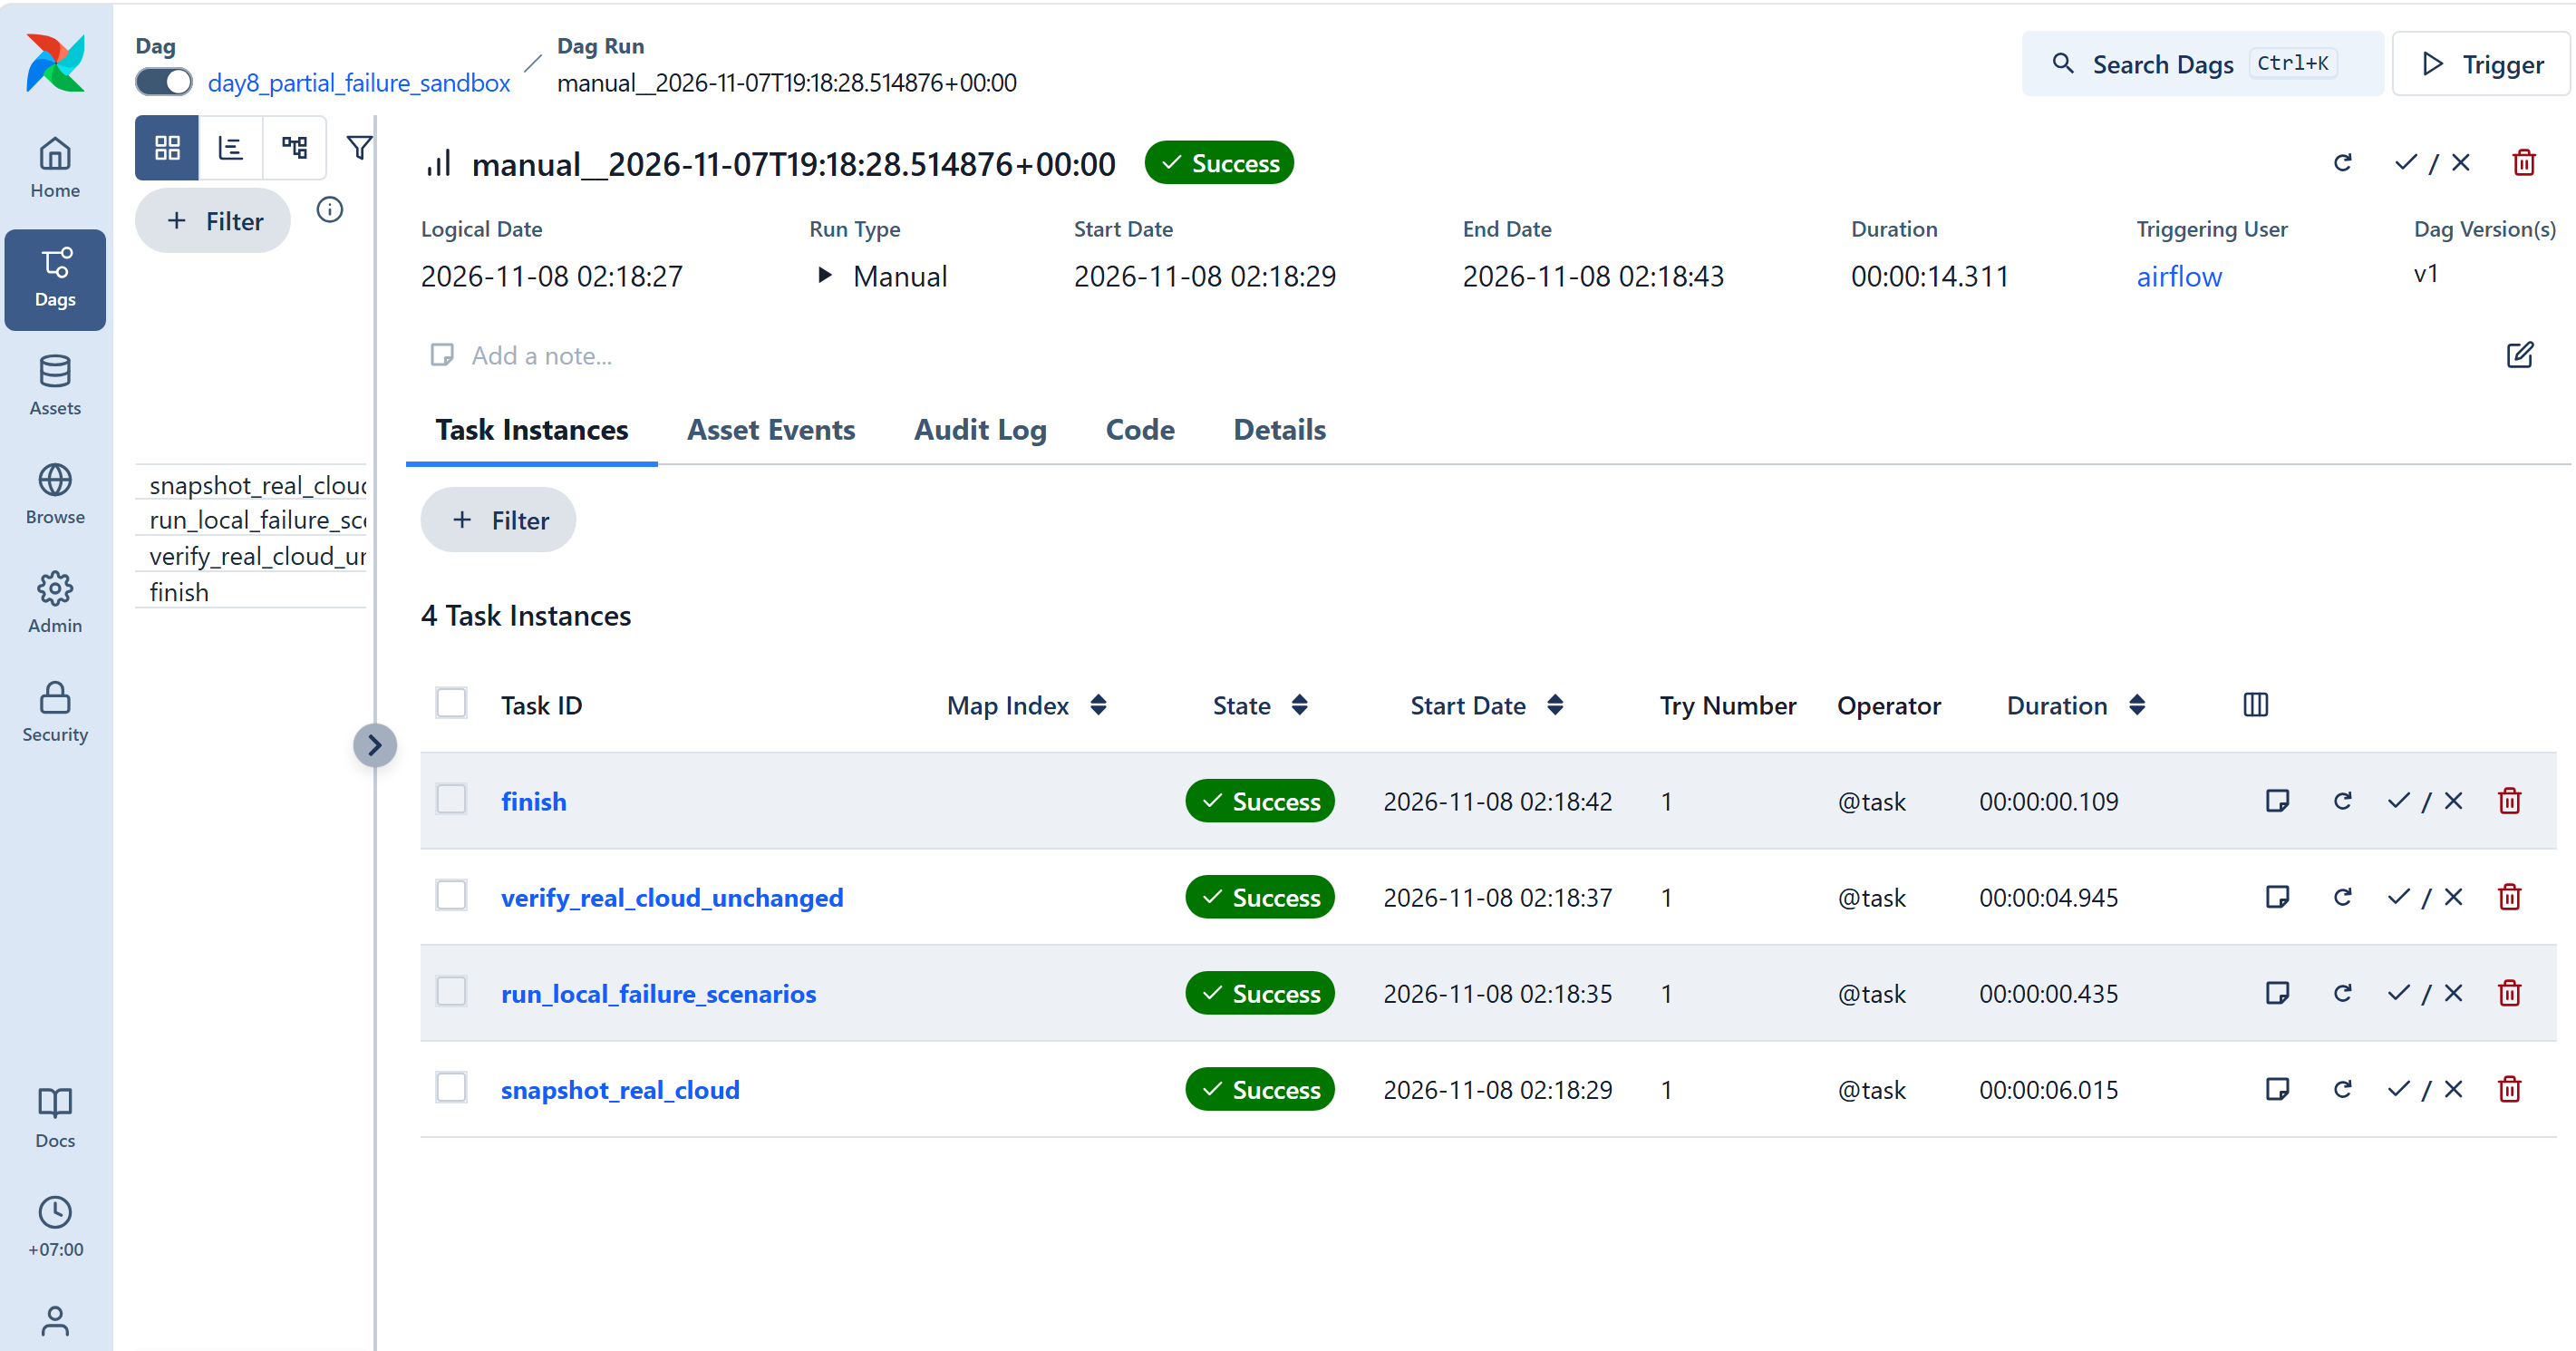 Dag
day8_partial_failure_sandbox
Dag Run
manual__2026-11-07T19:18:28.514876+00:00
Search Dags Ctrl+K
Trigger
Home
Dags
Assets
Browse
Admin
Security
Docs
+07:00
+ Filter
snapshot_real_cloud
run_local_failure_sce
verify_real_cloud_un
finish
manual__2026-11-07T19:18:28.514876+00:00 Success
Logical Date Run Type Start Date End Date Duration Triggering User Dag Version(s)
2026-11-08 02:18:27 Manual 2026-11-08 02:18:29 2026-11-08 02:18:43 00:00:14.311 airflow v1
Add a note...
Task Instances Asset Events Audit Log Code Details
+ Filter
4 Task Instances
Task ID Map Index State Start Date Try Number Operator Duration
finish Success 2026-11-08 02:18:42 1 @task 00:00:00.109
verify_real_cloud_unchanged Success 2026-11-08 02:18:37 1 @task 00:00:04.945
run_local_failure_scenarios Success 2026-11-08 02:18:35 1 @task 00:00:00.435
snapshot_real_cloud Success 2026-11-08 02:18:29 1 @task 00:00:06.015